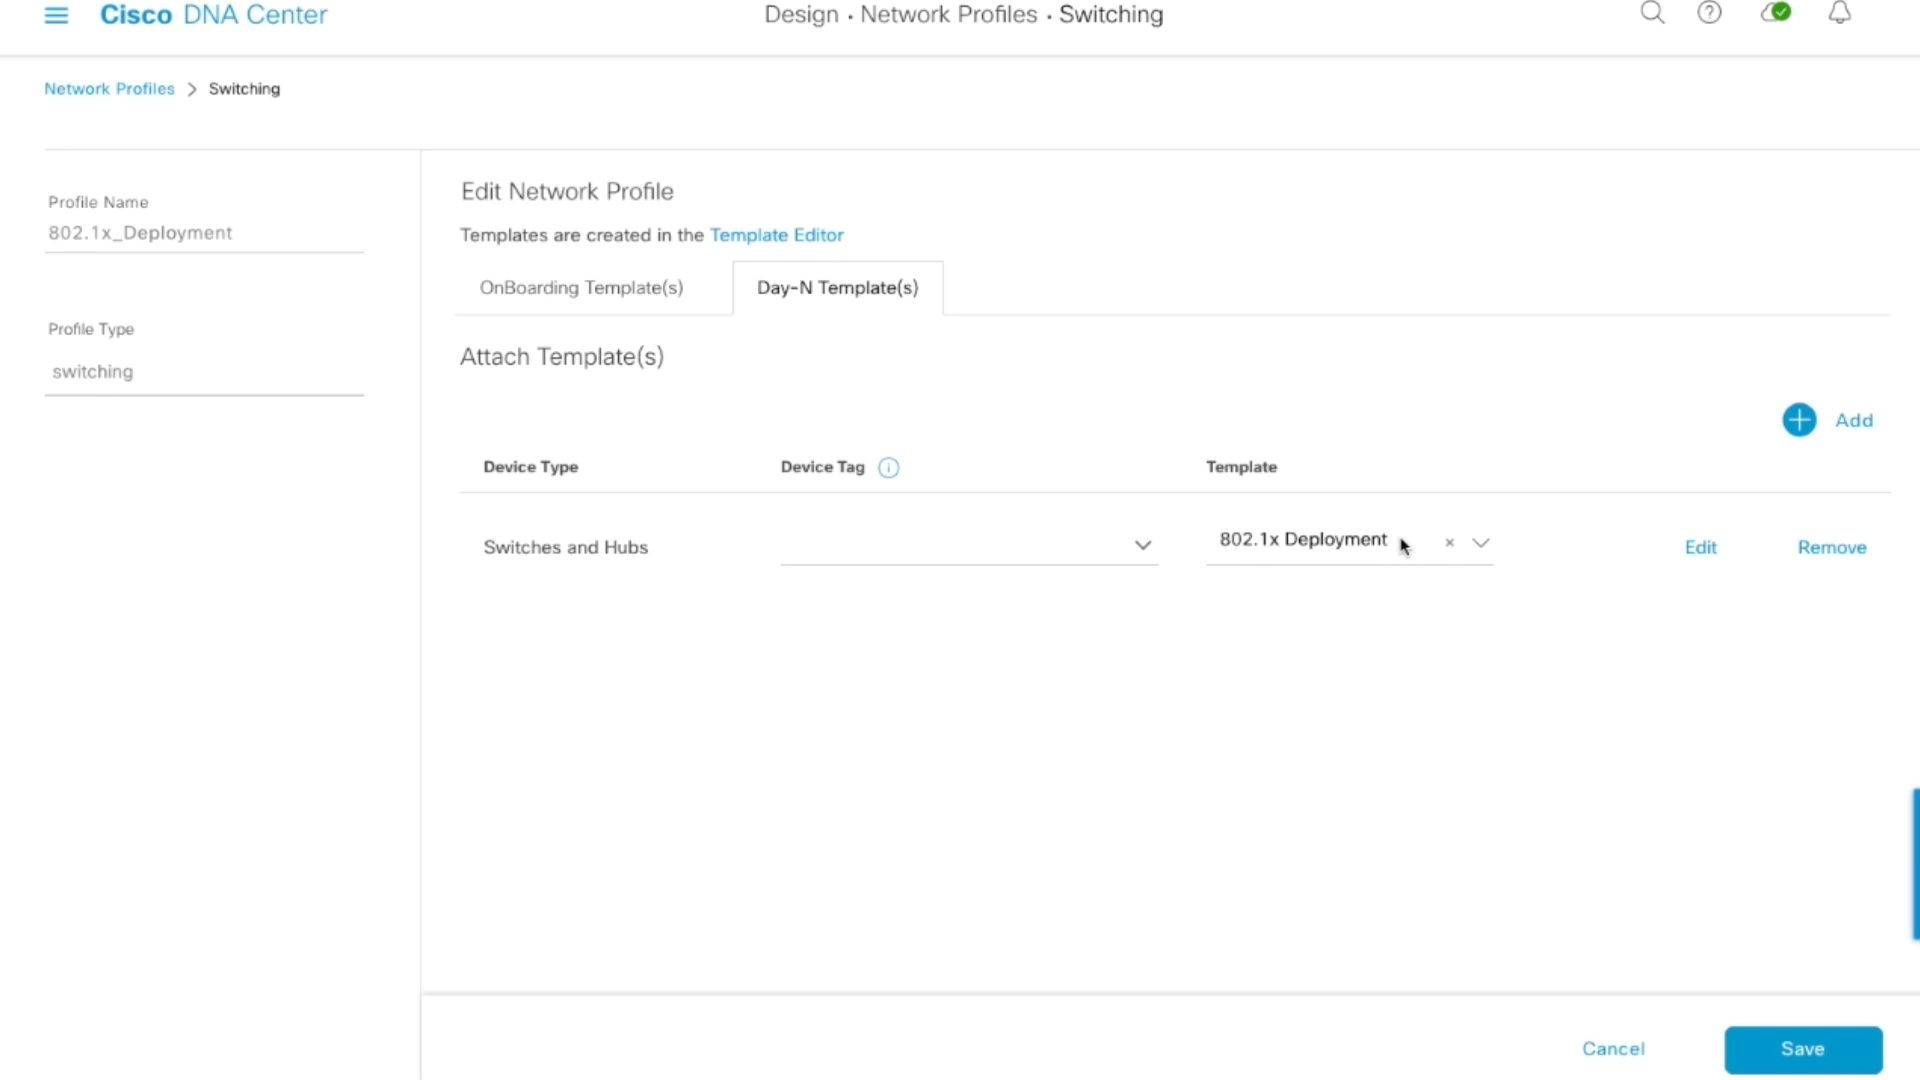 Cisco DNA Center
Design · Network Profiles · Switching
Network Profiles > Switching
Profile Name
802.1x_Deployment
Profile Type
switching
Edit Network Profile
Templates are created in the Template Editor
OnBoarding Template(s)
Day-N Template(s)
Attach Template(s)
Add
Device Type
Device Tag
Template
Switches and Hubs
802.1x Deployment
Edit
Remove
Cancel
Save